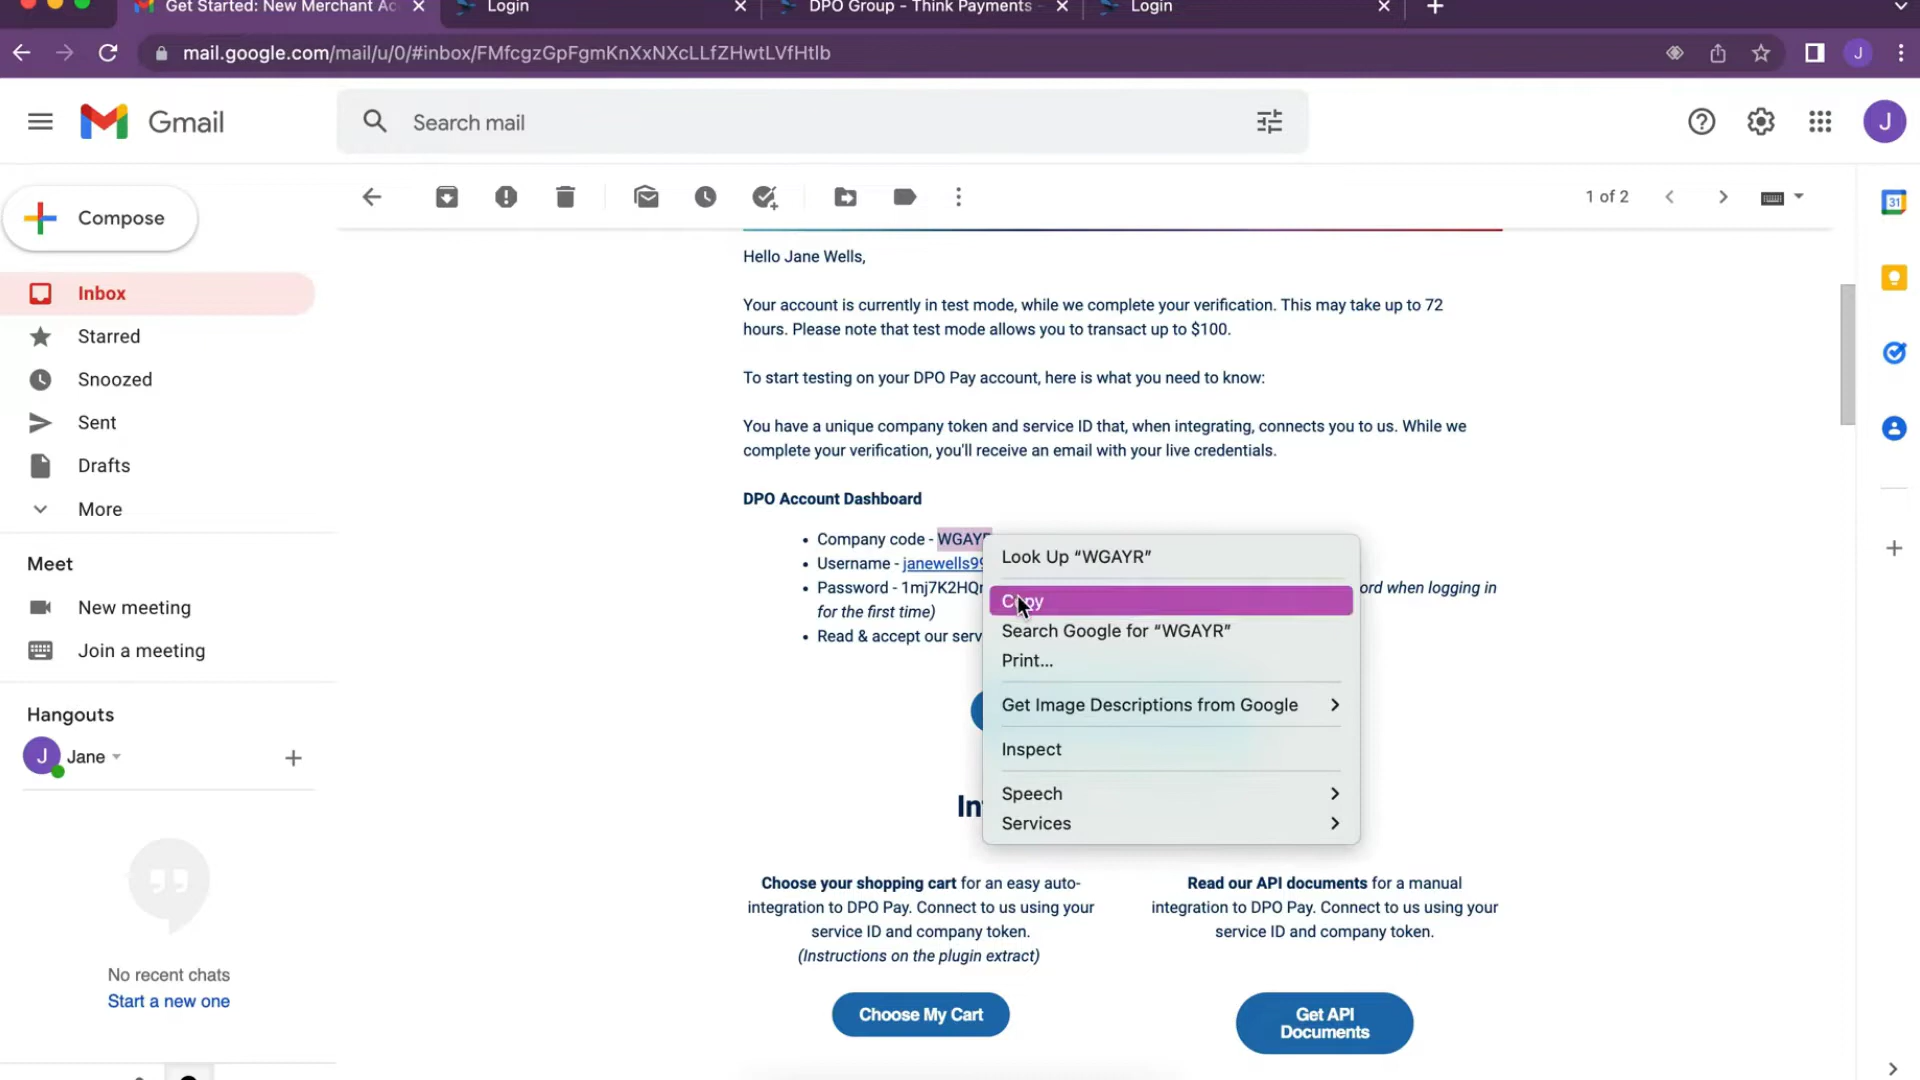 Get Started: New Merchant Ac
Login
DPO Group - Think Payments
Login
mail.google.com/mail/u/0/#inbox/FMfcgzGpFgmKnXxNXcLLfZHwtLVfHtlb
J
Gmail
Search mail
J
Compose
1 of 2
31
Inbox
Starred
Snoozed
Sent
Drafts
More
Meet
New meeting
Join a meeting
Hangouts
J
Jane
No recent chats
Start a new one
Hello Jane Wells,
Your account is currently in test mode, while we complete your verification. This may take up to 72
hours. Please note that test mode allows you to transact up to $100.
To start testing on your DPO Pay account, here is what you need to know:
You have a unique company token and service ID that, when integrating, connects you to us. While we
complete your verification, you'll receive an email with your live credentials.
DPO Account Dashboard
• Company code - WGAYR
• Username - janewells99
• Password - 1mj7K2HQ ord when logging in
for the first time)
• Read & accept our serv
Look Up “WGAYR”
Copy
Search Google for “WGAYR”
Print...
Get Image Descriptions from Google
Inspect
Speech
Services
In
Choose your shopping cart for an easy auto-
integration to DPO Pay. Connect to us using your
service ID and company token.
(Instructions on the plugin extract)
Choose My Cart
Read our API documents for a manual
integration to DPO Pay. Connect to us using your
service ID and company token.
Get API
Documents